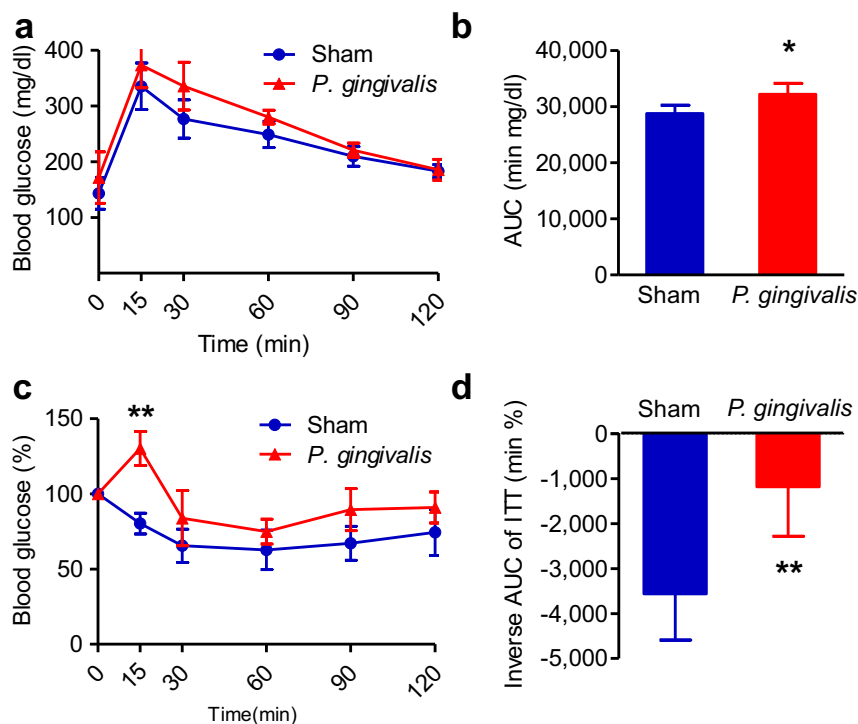 a
Blood glucose (mg/dl)
400
300
200
100
0
15
30
60
90
120
Time (min)
Sham
P. gingivalis
b
AUC (min mg/dl)
40,000
30,000
20,000
10,000
0
*
Sham
P. gingivalis
c
Blood glucose (%)
150
100
50
0
**
Sham
P. gingivalis
0
15
30
60
90
120
Time(min)
d
Sham
P. gingivalis
Inverse AUC of ITT (min %)
0
-1,000
-2,000
-3,000
-4,000
-5,000
**